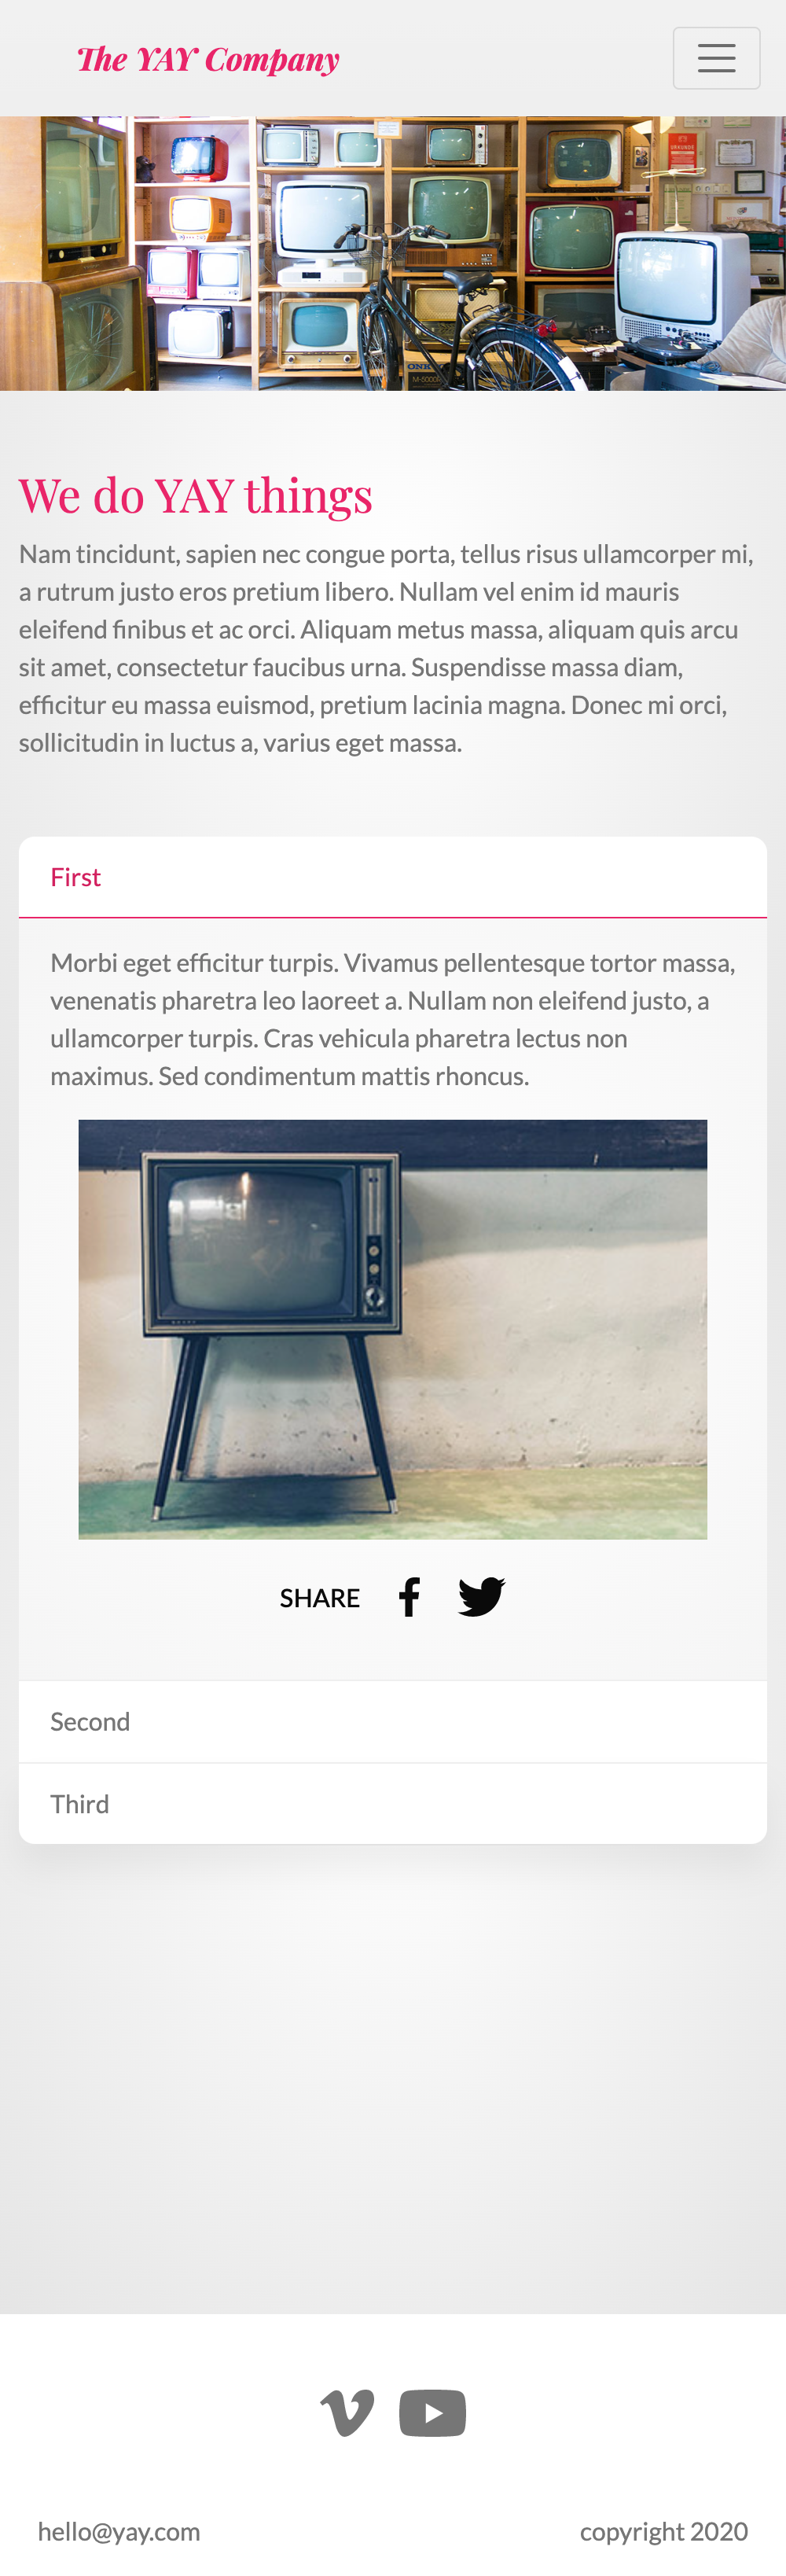 The YAY Company
URKUNDE
ONK
M-5000
We do YAY things
Nam tincidunt, sapien nec congue porta, tellus risus ullamcorper mi,
a rutrum justo eros pretium libero. Nullam vel enim id mauris
eleifend finibus et ac orci. Aliquam metus massa, aliquam quis arcu
sit amet, consectetur faucibus urna. Suspendisse massa diam,
efficitur eu massa euismod, pretium lacinia magna. Donec mi orci,
sollicitudin in luctus a, varius eget massa.
First
Morbi eget efficitur turpis. Vivamus pellentesque tortor massa,
venenatis pharetra leo laoreet a. Nullam non eleifend justo, a
ullamcorper turpis. Cras vehicula pharetra lectus non
maximus. Sed condimentum mattis rhoncus.
SHARE
Second
Third
hello@yay.com copyright 2020